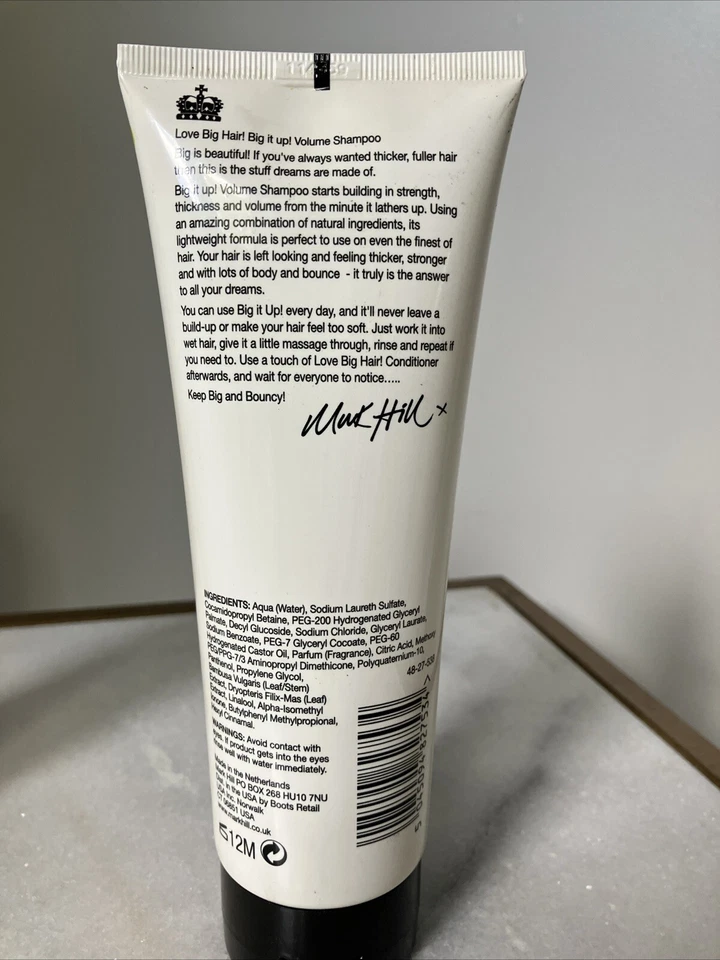 Love Big Hair! Big it up! Volume Shampoo
Big is beautiful! If you've always wanted thicker, fuller hair
than this is the stuff dreams are made of.
Big it up! Volume Shampoo starts building in strength,
thickness and volume from the minute it lathers up. Using
an amazing combination of natural ingredients, its
lightweight formula is perfect to use on even the finest of
hair. Your hair is left looking and feeling thicker, stronger
and with lots of body and bounce - it truly is the answer
to all your dreams.
You can use Big it Up! every day, and it'll never leave a
build-up or make your hair feel too soft. Just work it into
wet hair, give it a little massage through, rinse and repeat if
you need to. Use a touch of Love Big Hair! Conditioner
afterwards, and wait for everyone to notice.....
Keep Big and Bouncy!
Mark Hill x
INGREDIENTS: Aqua (Water), Sodium Laureth Sulfate,
Cocamidopropyl Betaine, PEG-200 Hydrogenated Glyceryl
Palmate, Decyl Glucoside, Sodium Chloride, Glyceryl Laurate,
Sodium Benzoate, PEG-7 Glyceryl Cocoate, PEG-60
Hydrogenated Castor Oil, Parfum (Fragrance), Citric Acid,
PEG/PPG-7/3 Aminopropyl Dimethicone, Polyquaternium-10,
Panthenol, Propylene Glycol,
Bambusa Vulgaris (Leaf/Stem)
Extract, Dryopteris Filix-Mas (Leaf)
Extract, Linalool, Alpha-Isomethyl
Ionone, Butylphenyl Methylpropional,
Hexyl Cinnamal.
48-27-538
WARNINGS: Avoid contact with
eyes. If product gets into the eyes
rinse well with water immediately.
Made in the Netherlands
Mark Hill PO BOX 268 HU10 7NU
Dist. in the USA by Boots Retail
USA Inc. Norwalk
CT 06851 USA
www.markhill.co.uk
12M